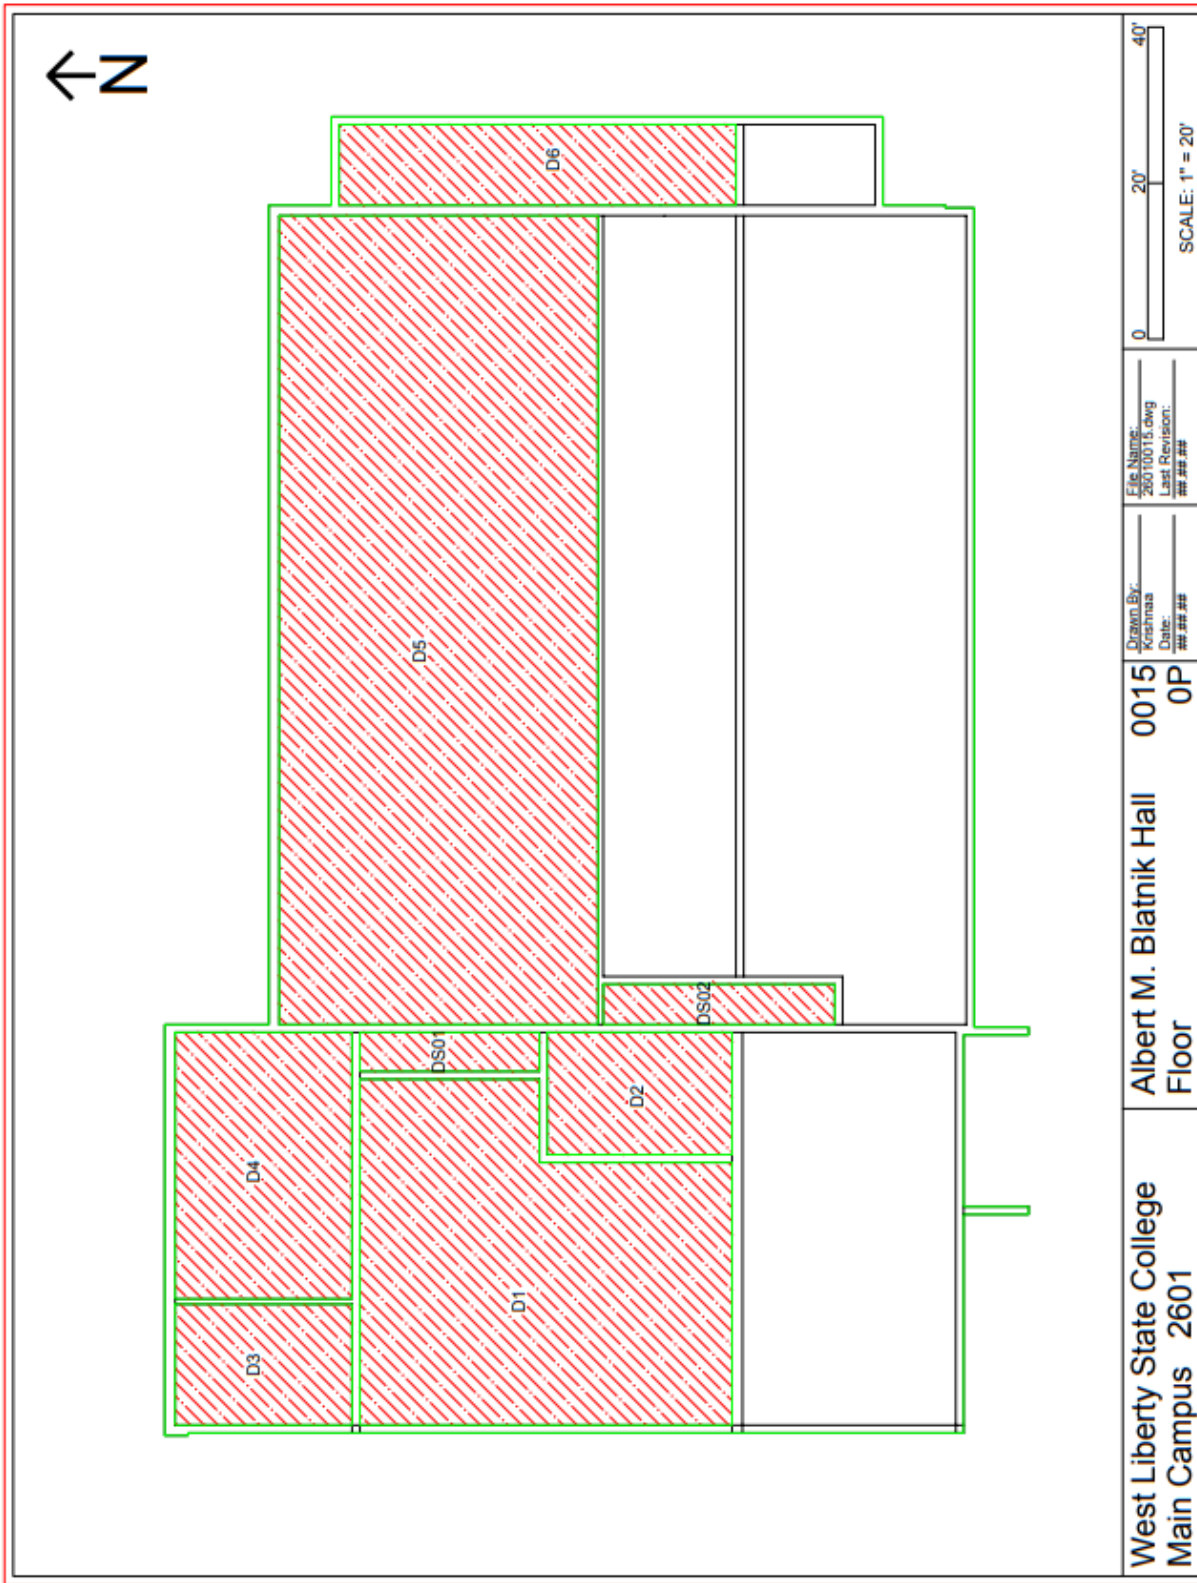 N
D6
D5
DS02
DS01
D2
D4
D1
D3
West Liberty State College
Main Campus 2601
Albert M. Blatnik Hall 0015
Floor 0P
Drawn By:
Krishnaa
Date:
##.##.##
File Name:
26010015.dwg
Last Revision:
##.##.##
0 20' 40'
SCALE: 1" = 20'